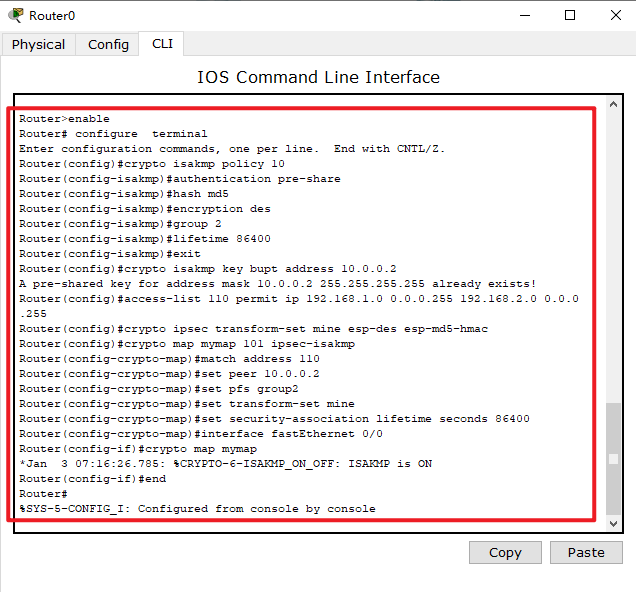 Router0
Physical Config CLI
IOS Command Line Interface
Router>enable
Router# configure  terminal
Enter configuration commands, one per line.  End with CNTL/Z.
Router(config)#crypto isakmp policy 10
Router(config-isakmp)#authentication pre-share
Router(config-isakmp)#hash md5
Router(config-isakmp)#encryption des
Router(config-isakmp)#group 2
Router(config-isakmp)#lifetime 86400
Router(config-isakmp)#exit
Router(config)#crypto isakmp key bupt address 10.0.0.2
A pre-shared key for address mask 10.0.0.2 255.255.255.255 already exists!
Router(config)#access-list 110 permit ip 192.168.1.0 0.0.0.255 192.168.2.0 0.0.0
.255
Router(config)#crypto ipsec transform-set mine esp-des esp-md5-hmac
Router(config)#crypto map mymap 101 ipsec-isakmp
Router(config-crypto-map)#match address 110
Router(config-crypto-map)#set peer 10.0.0.2
Router(config-crypto-map)#set pfs group2
Router(config-crypto-map)#set transform-set mine
Router(config-crypto-map)#set security-association lifetime seconds 86400
Router(config-crypto-map)#interface fastEthernet 0/0
Router(config-if)#crypto map mymap
*Jan  3 07:16:26.785: %CRYPTO-6-ISAKMP_ON_OFF: ISAKMP is ON
Router(config-if)#end
Router#
%SYS-5-CONFIG_I: Configured from console by console
Copy Paste